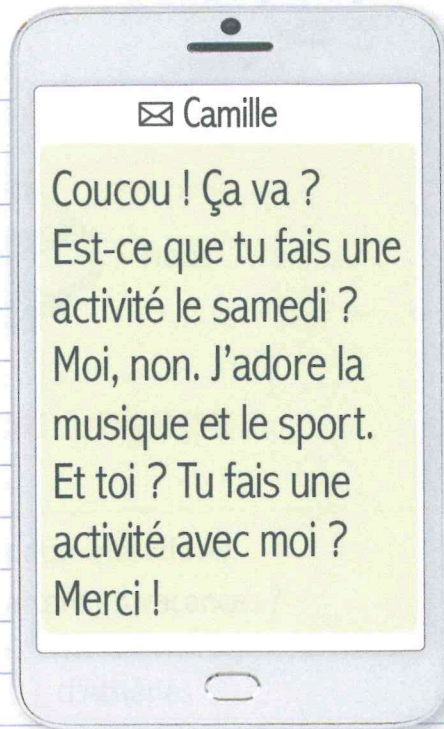 ✉ Camille
Coucou ! Ça va ?
Est-ce que tu fais une
activité le samedi ?
Moi, non. J'adore la
musique et le sport.
Et toi ? Tu fais une
activité avec moi ?
Merci !